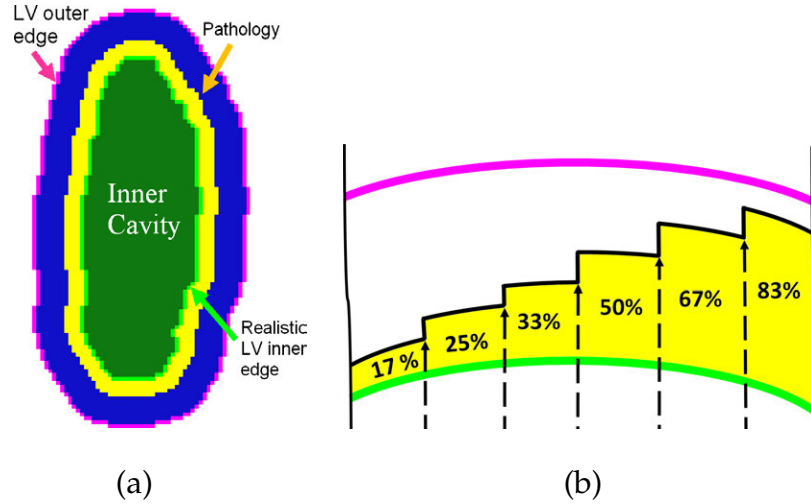 LV outer
edge
Pathology
Inner
Cavity
Realistic
LV inner
edge
17 %
25%
33%
50%
67%
83%
(a)
(b)